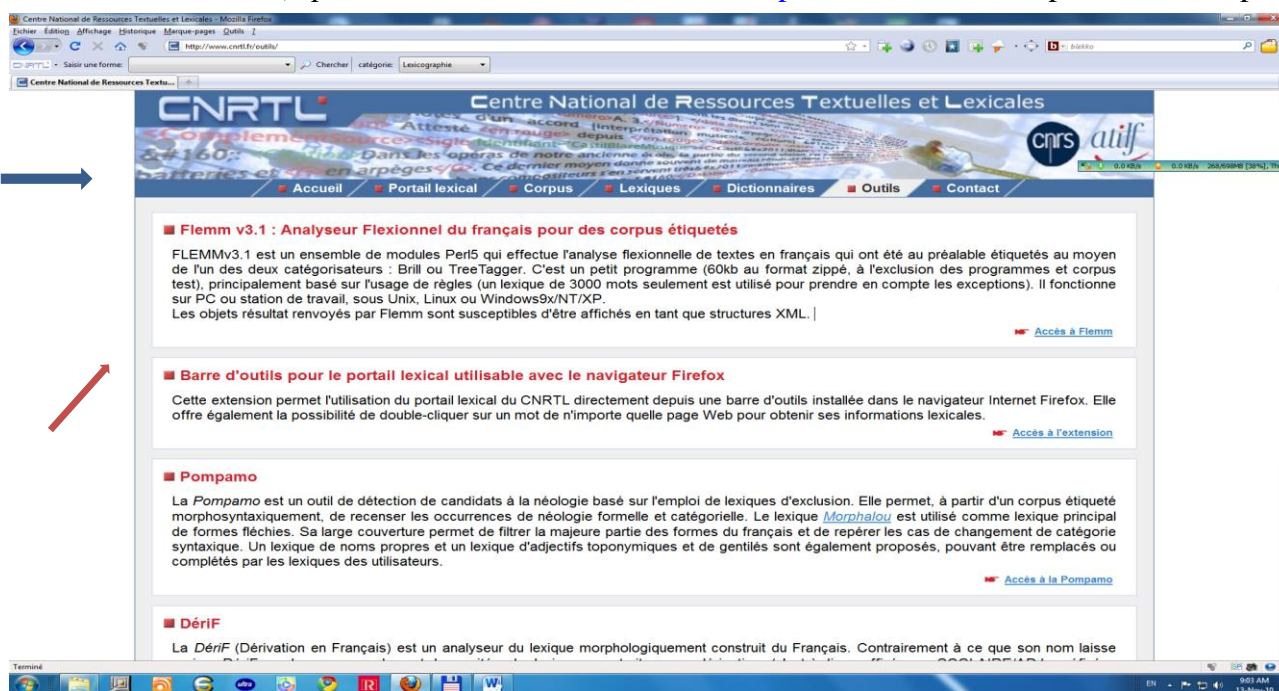 Centre National de Ressources Textuelles et Lexicales - Mozilla Firefox
Fichier Edition Affichage Historique Marque-pages Outils ?
http://www.cnrtl.fr/outils/
blekko
CNRTL Saisir une forme: Chercher catégorie: Lexicographie
Centre National de Ressources Textu...
CNRTL
Centre National de Ressources Textuelles et Lexicales
cnrs atilf
0.0 KB/s 0.0 KB/s 268/698MB [38%], Th
Accueil Portail lexical Corpus Lexiques Dictionnaires Outils Contact
Flemm v3.1 : Analyseur Flexionnel du français pour des corpus étiquetés
FLEMMv3.1 est un ensemble de modules Perl5 qui effectue l'analyse flexionnelle de textes en français qui ont été au préalable étiquetés au moyen
de l'un des deux catégorisateurs : Brill ou TreeTagger. C'est un petit programme (60kb au format zippé, à l'exclusion des programmes et corpus
test), principalement basé sur l'usage de règles (un lexique de 3000 mots seulement est utilisé pour prendre en compte les exceptions). Il fonctionne
sur PC ou station de travail, sous Unix, Linux ou Windows9x/NT/XP.
Les objets résultat renvoyés par Flemm sont susceptibles d'être affichés en tant que structures XML.
Accès à Flemm
Barre d'outils pour le portail lexical utilisable avec le navigateur Firefox
Cette extension permet l'utilisation du portail lexical du CNRTL directement depuis une barre d'outils installée dans le navigateur Internet Firefox. Elle
offre également la possibilité de double-cliquer sur un mot de n'importe quelle page Web pour obtenir ses informations lexicales.
Accès à l'extension
Pompamo
La Pompamo est un outil de détection de candidats à la néologie basé sur l'emploi de lexiques d'exclusion. Elle permet, à partir d'un corpus étiqueté
morphosyntaxiquement, de recenser les occurrences de néologie formelle et catégorielle. Le lexique Morphalou est utilisé comme lexique principal
de formes fléchies. Sa large couverture permet de filtrer la majeure partie des formes du français et de repérer les cas de changement de catégorie
syntaxique. Un lexique de noms propres et un lexique d'adjectifs toponymiques et de gentilés sont également proposés, pouvant être remplacés ou
complétés par les lexiques des utilisateurs.
Accès à la Pompamo
DériF
La DériF (Dérivation en Français) est un analyseur du lexique morphologiquement construit du Français. Contrairement à ce que son nom laisse
Terminé
EN 9:03 AM
13-Nov-10